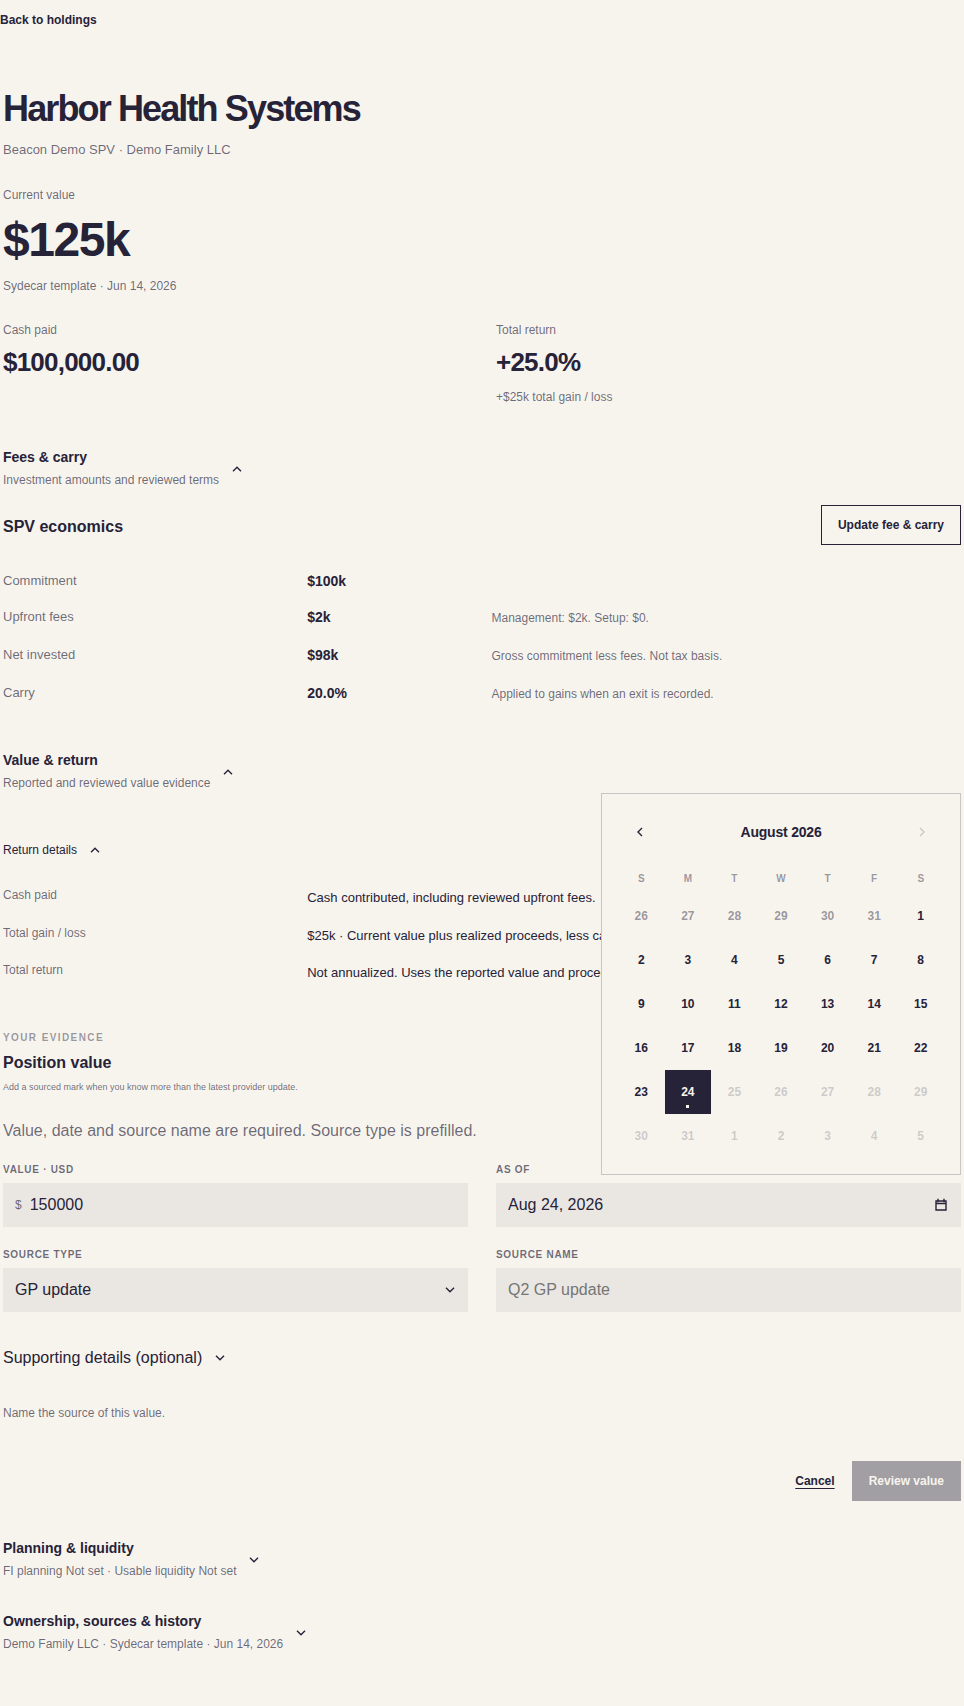 Back to holdings
Harbor Health Systems
Beacon Demo SPV · Demo Family LLC
Current value
$125k
Sydecar template · Jun 14, 2026
Cash paid
$100,000.00
Total return
+25.0%
+$25k total gain / loss
Fees & carry
Investment amounts and reviewed terms
SPV economics
Update fee & carry
Commitment $100k
Upfront fees $2k Management: $2k. Setup: $0.
Net invested $98k Gross commitment less fees. Not tax basis.
Carry 20.0% Applied to gains when an exit is recorded.
Value & return
Reported and reviewed value evidence
Return details
Cash paid Cash contributed, including reviewed upfront fees.
Total gain / loss $25k · Current value plus realized proceeds, less
Total return Not annualized. Uses the reported value and
August 2026
S M T W T F S
26 27 28 29 30 31 1
2 3 4 5 6 7 8
9 10 11 12 13 14 15
16 17 18 19 20 21 22
23 24 25 26 27 28 29
30 31 1 2 3 4 5
YOUR EVIDENCE
Position value
Add a sourced mark when you know more than the latest provider update.
Value, date and source name are required. Source type is prefilled.
VALUE · USD
$ 150000
AS OF
Aug 24, 2026
SOURCE TYPE
GP update
SOURCE NAME
Q2 GP update
Supporting details (optional)
Name the source of this value.
Cancel
Review value
Planning & liquidity
FI planning Not set · Usable liquidity Not set
Ownership, sources & history
Demo Family LLC · Sydecar template · Jun 14, 2026